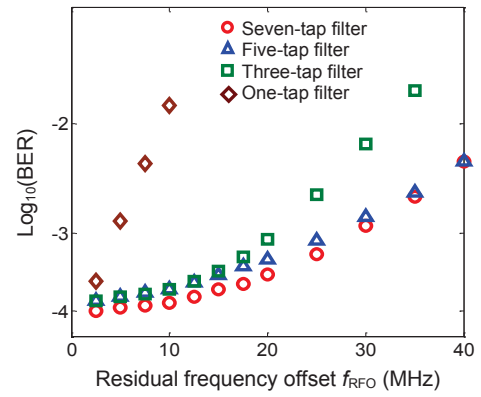 Seven-tap filter
Five-tap filter
Three-tap filter
One-tap filter
Log₁₀(BER)
-2
-3
-4
0 10 20 30 40
Residual frequency offset f_RFO (MHz)